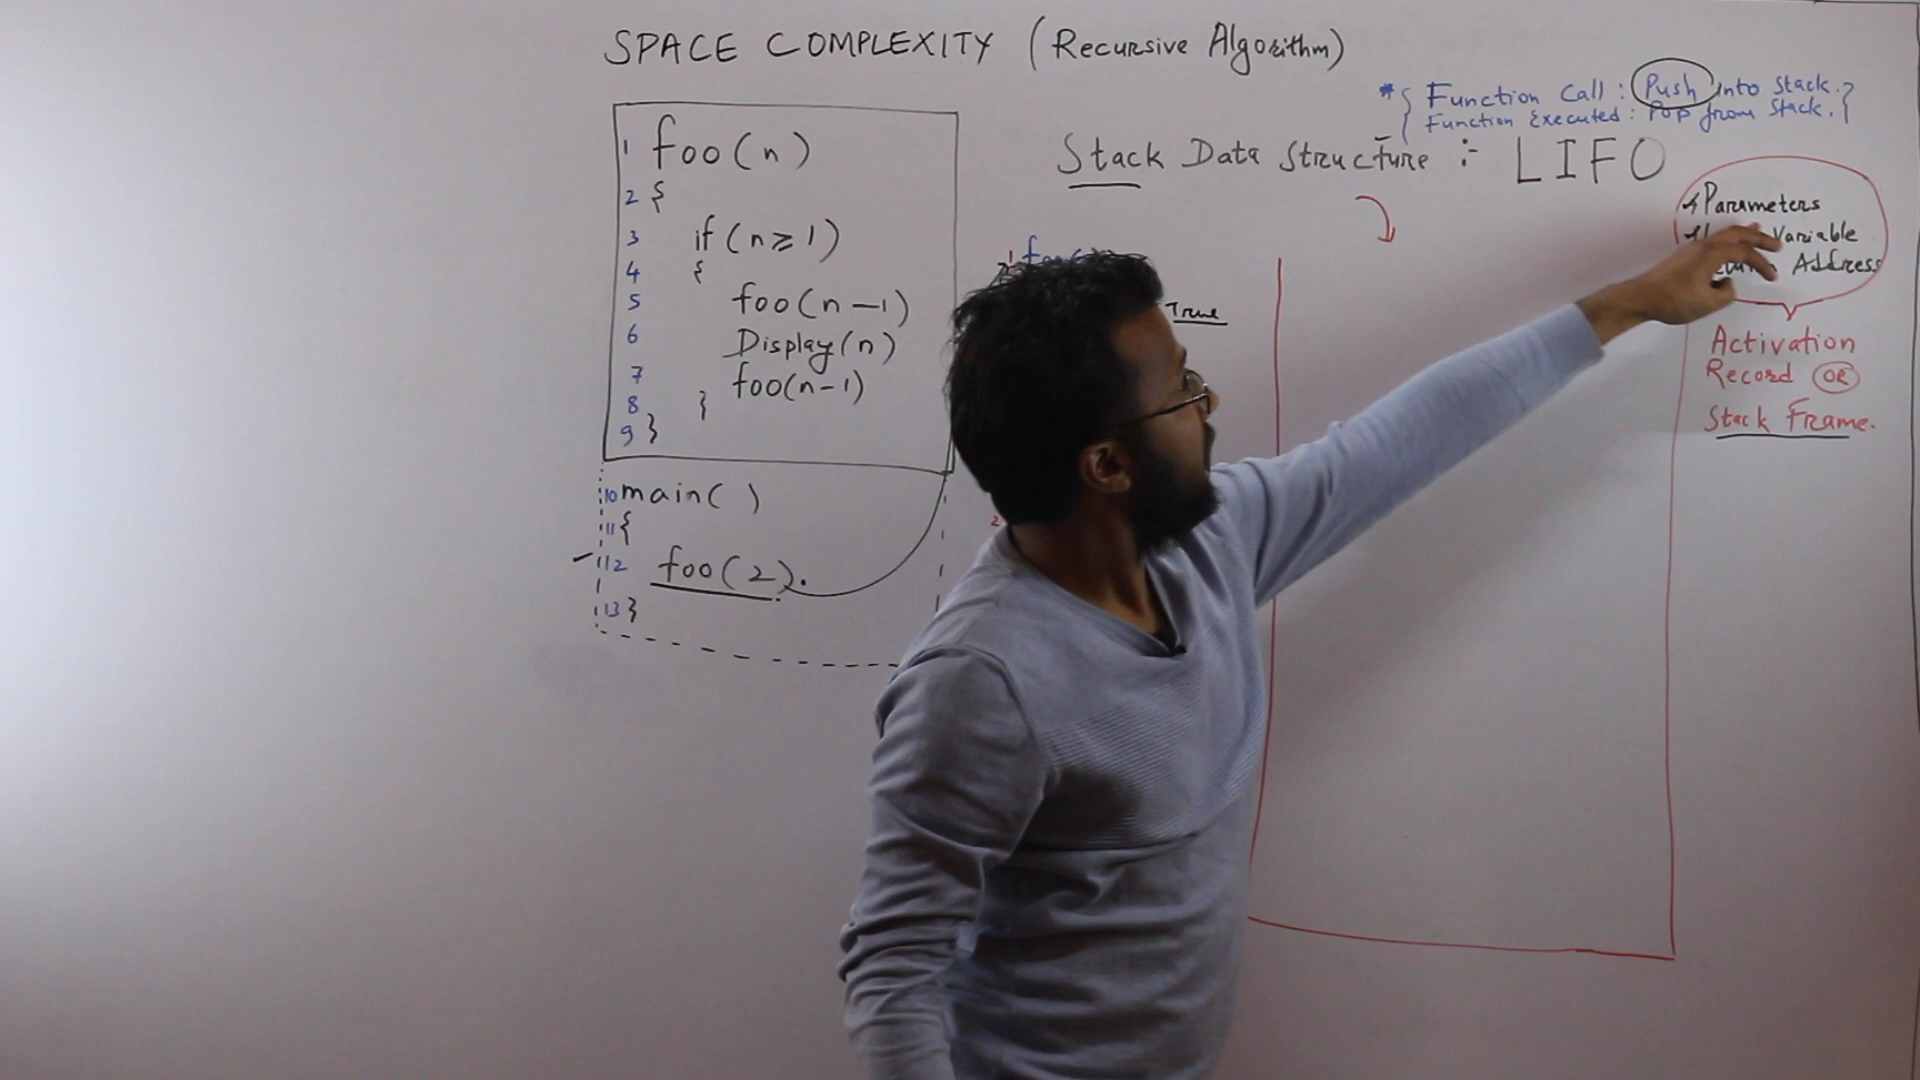 SPACE COMPLEXITY (Recursive Algorithm)
* { Function Call : Push into Stack. }
{ Function Executed : Pop from Stack. }
Stack Data Structure :- LIFO
1 foo(n)
2 {
3 if (n ≥ 1)
4 {
5 foo(n-1)
6 Display(n)
7 foo(n-1)
8 }
9 }
10 main( )
11 {
12 foo(2).
13 }
True
2
Parameters
Variable
Address
Activation
Record OR
Stack Frame.